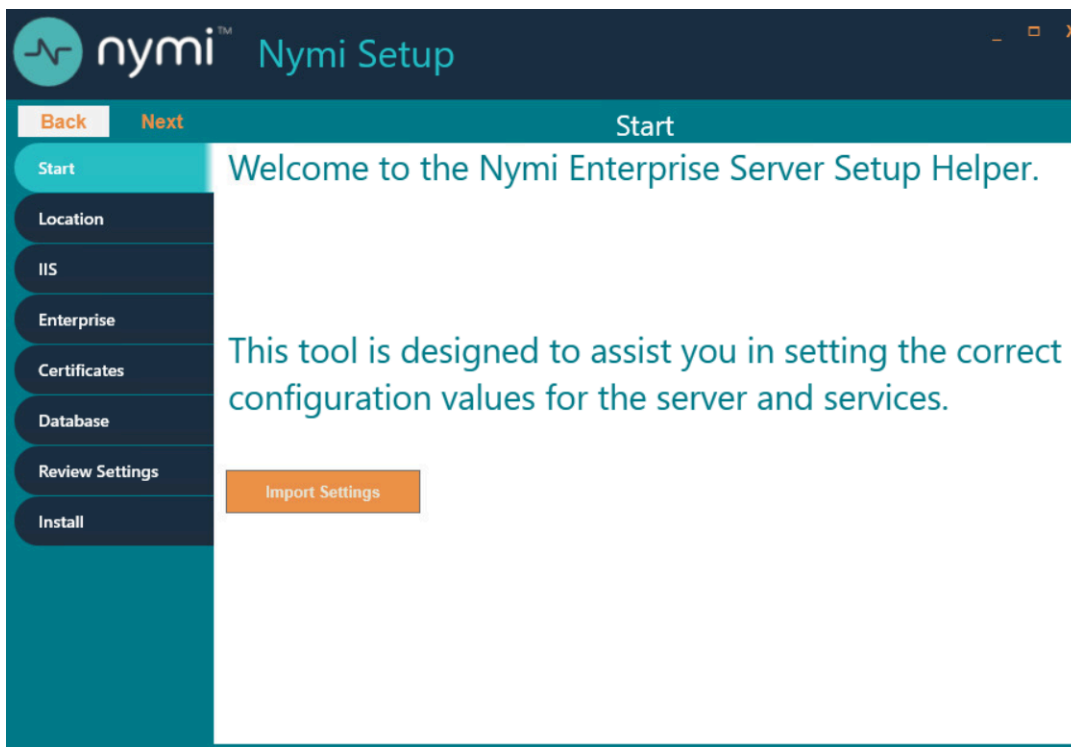 nymi™ Nymi Setup
Back Next Start
Start
Location
IIS
Enterprise
Certificates
Database
Review Settings
Install
Welcome to the Nymi Enterprise Server Setup Helper.
This tool is designed to assist you in setting the correct
configuration values for the server and services.
Import Settings